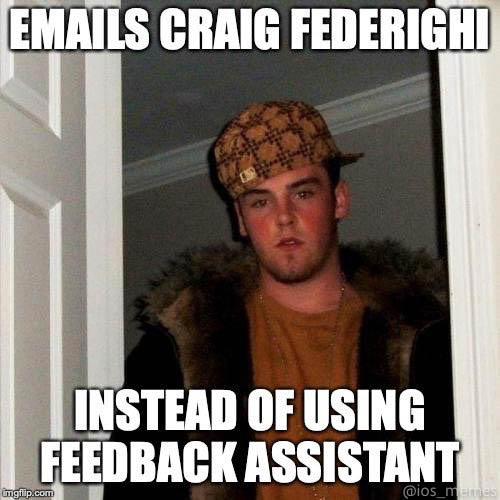 EMAILS CRAIG FEDERIGHI
INSTEAD OF USING
FEEDBACK ASSISTANT
imgflip.com
@ios_memes